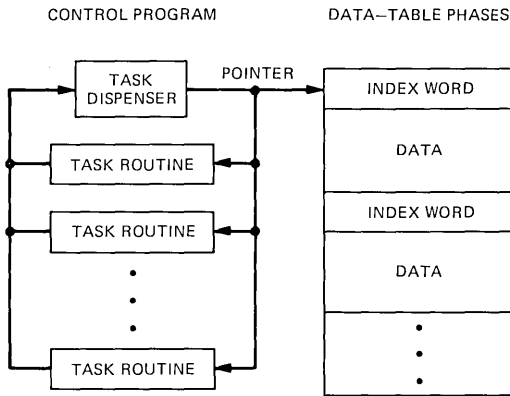 CONTROL PROGRAM
DATA–TABLE PHASES
TASK
DISPENSER
POINTER
INDEX WORD
TASK ROUTINE
DATA
TASK ROUTINE
INDEX WORD
DATA
TASK ROUTINE